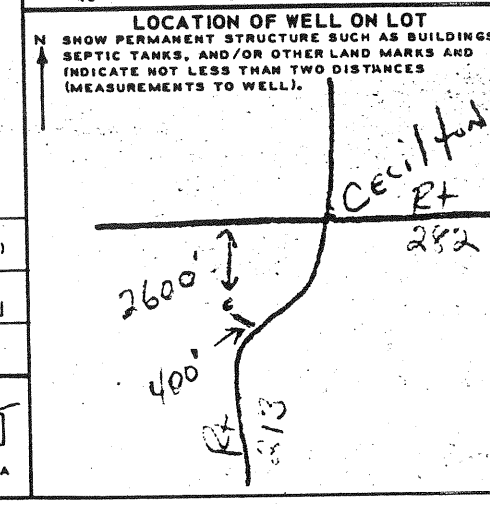 LOCATION OF WELL ON LOT
N SHOW PERMANENT STRUCTURE SUCH AS BUILDINGS
SEPTIC TANKS, AND/OR OTHER LAND MARKS AND
INDICATE NOT LESS THAN TWO DISTANCES
(MEASUREMENTS TO WELL).
Cecilton
Rt
282
2600'
400'
Rt
213
A